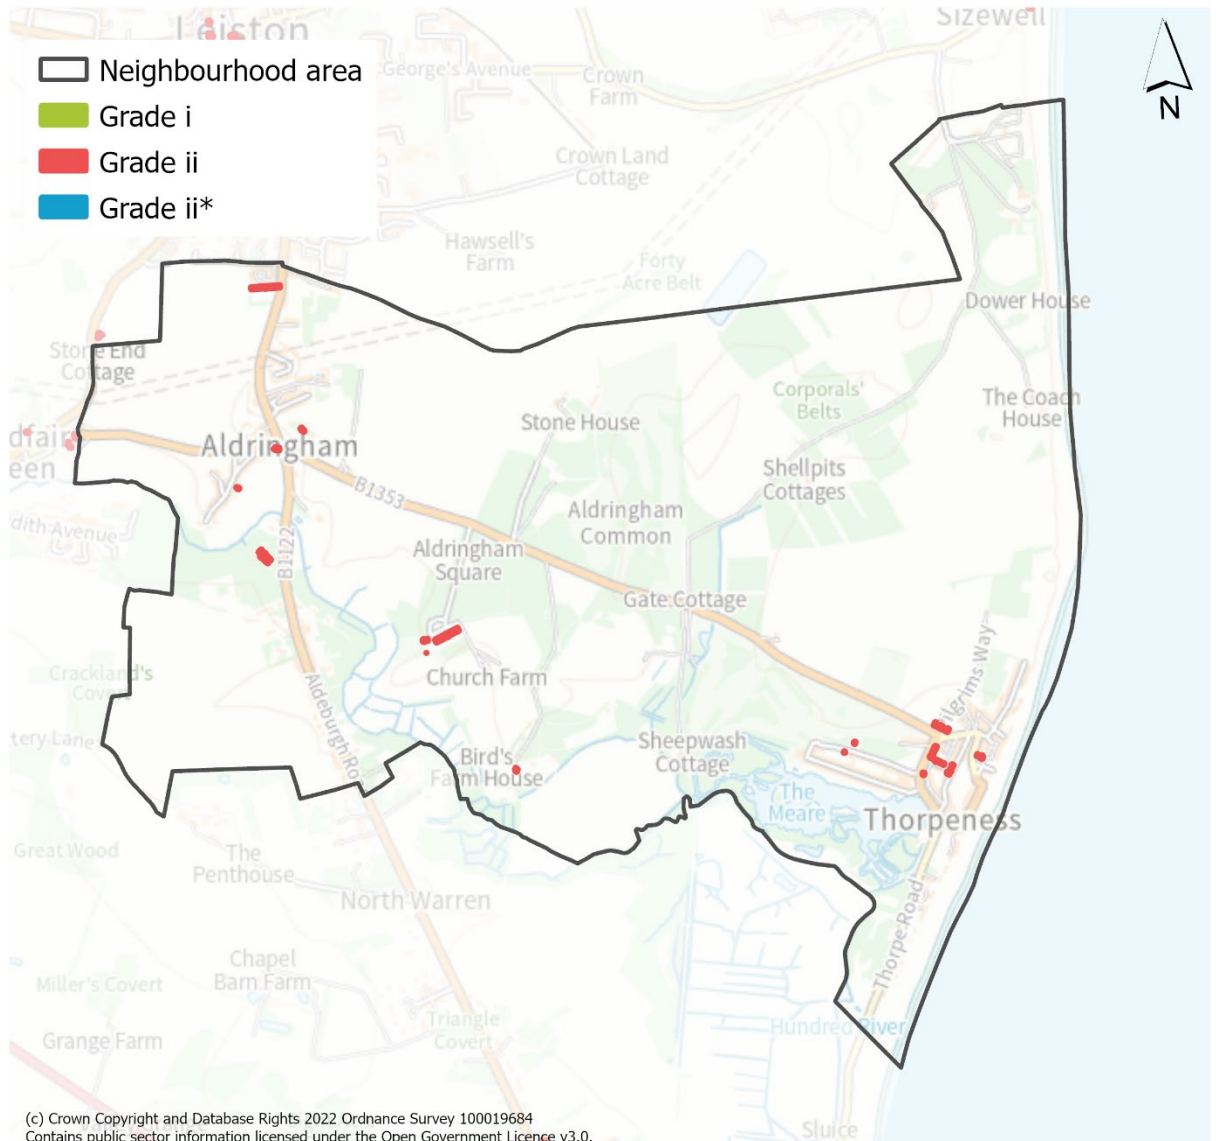 Leiston
Sizewell
N
Neighbourhood area
Grade i
Grade ii
Grade ii*
George's Avenue
Crown
Farm
Crown Land
Cottage
Hawsell's
Farm
Forty
Acre Belt
Dower House
Stone End
Cottage
The Coach
House
Corporals'
Belts
Stone House
Aldringham
B1353
Shellpits
Cottages
Aldringham
Common
B1122
Aldringham
Square
Gate Cottage
Church Farm
Pilgrims Way
Aldeburgh Ro
Bird's
Farm House
Sheepwash
Cottage
The
Meare
Thorpeness
Great Wood
The
Penthouse
North Warren
Thorpe Road
Chapel
Barn Farm
Miller's Covert
Triangle
Covert
Grange Farm
Hundred River
Sluice
(c) Crown Copyright and Database Rights 2022 Ordnance Survey 100019684
Contains public sector information licensed under the Open Government Licence v3.0.